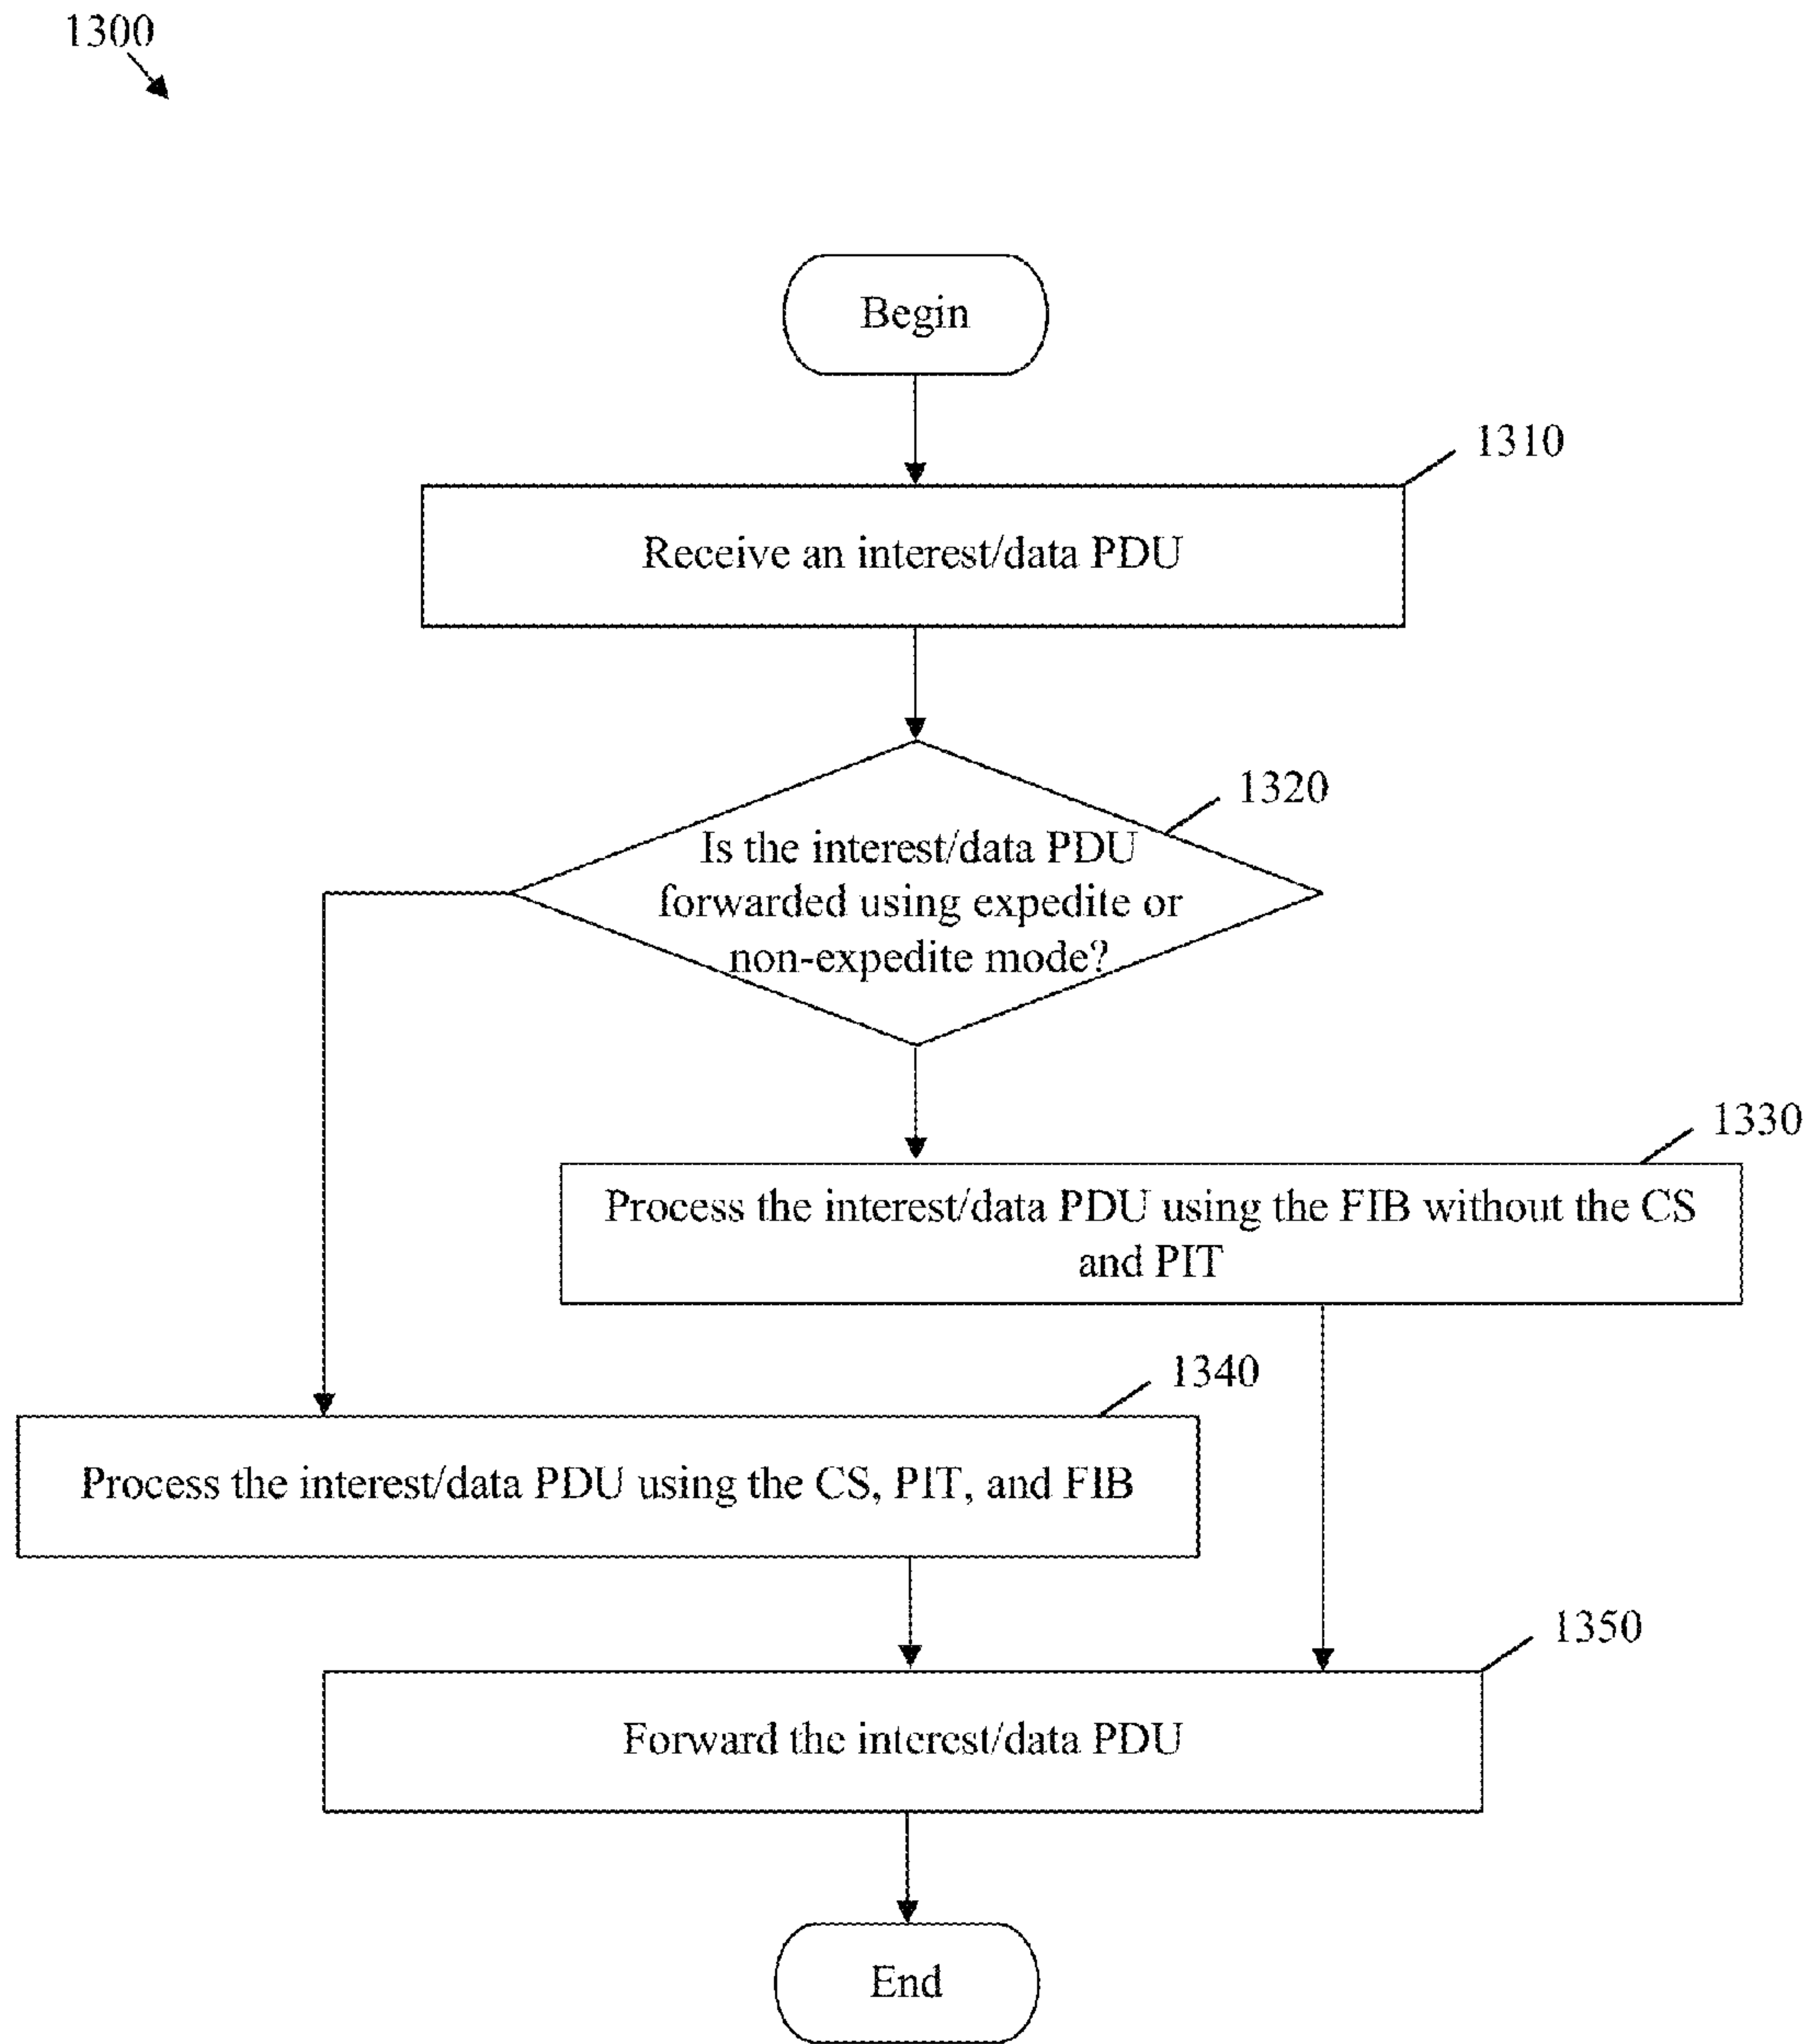 1300
Begin
1310
Receive an interest/data PDU
1320
Is the interest/data PDU
forwarded using expedite or
non-expedite mode?
1330
Process the interest/data PDU using the FIB without the CS
and PIT
1340
Process the interest/data PDU using the CS, PIT, and FIB
1350
Forward the interest/data PDU
End